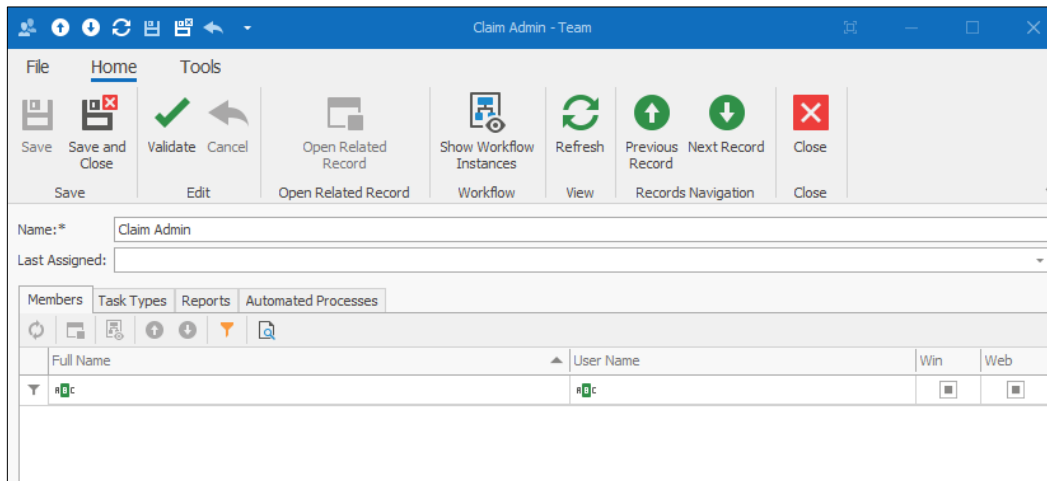 Claim Admin - Team
File Home Tools
Save Save and Close Validate Cancel Open Related Record Show Workflow Instances Refresh Previous Record Next Record Close
Save Edit Open Related Record Workflow View Records Navigation Close
Name:* Claim Admin
Last Assigned:
Members Task Types Reports Automated Processes
Full Name User Name Win Web
ABC ABC